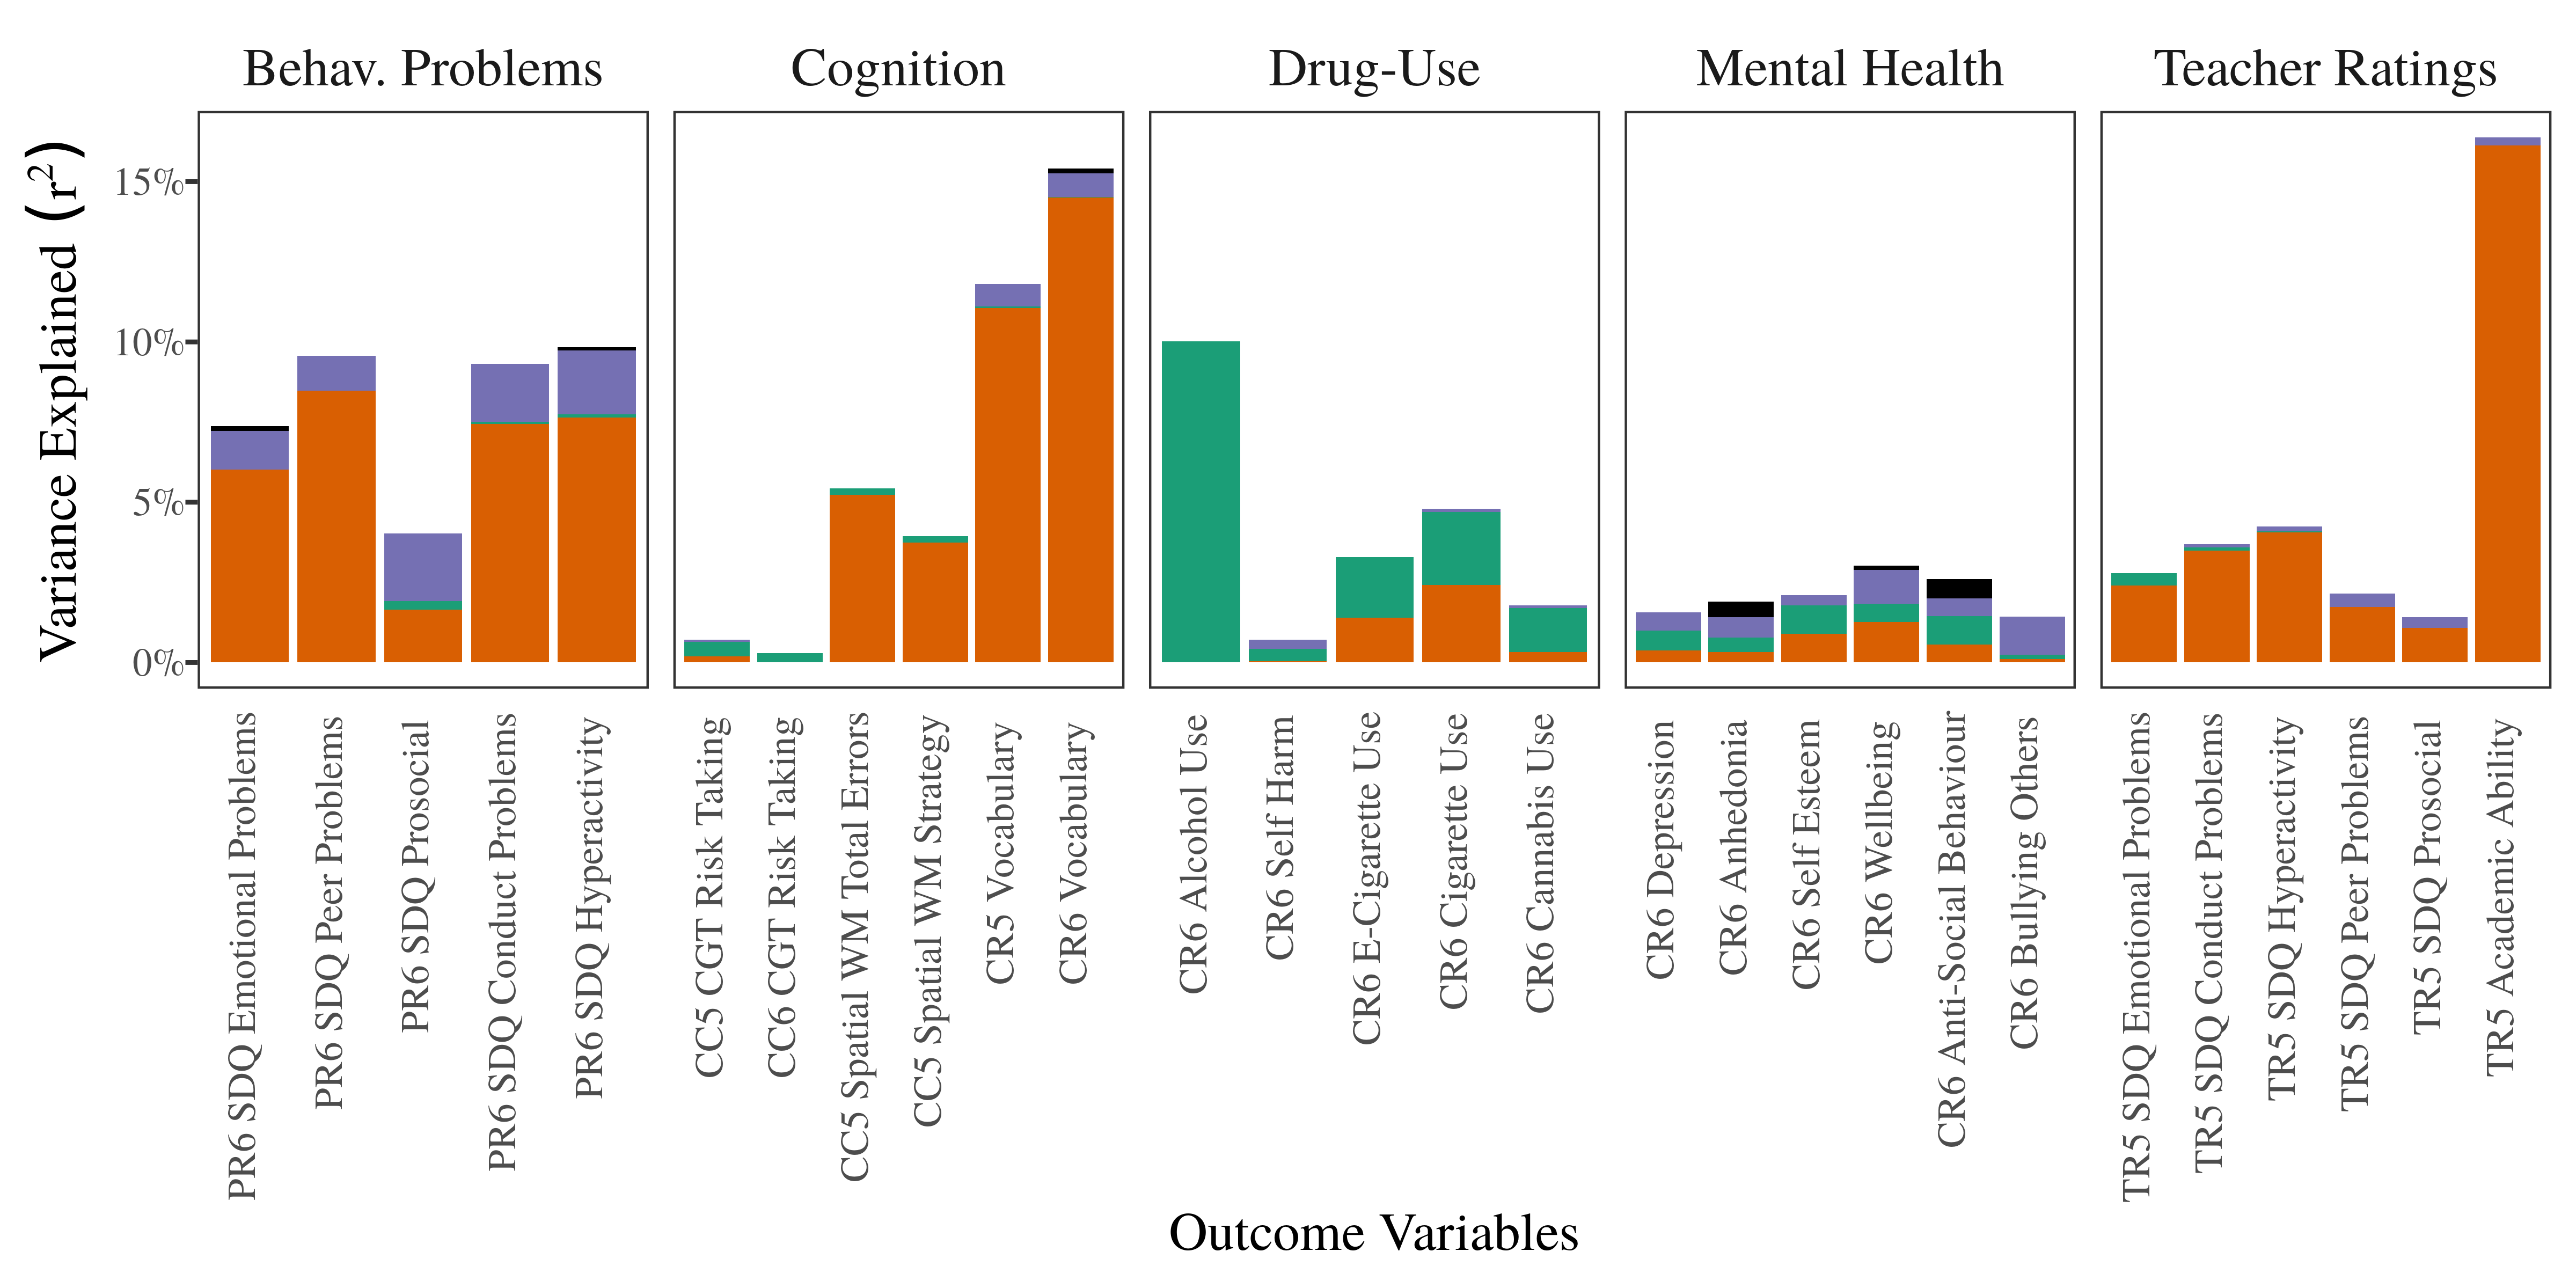 Behav. Problems
Cognition
Drug-Use
Mental Health
Teacher Ratings
Variance Explained (r²)
15%
10%
5%
0%
PR6 SDQ Emotional Problems
PR6 SDQ Peer Problems
PR6 SDQ Prosocial
PR6 SDQ Conduct Problems
PR6 SDQ Hyperactivity
CC5 CGT Risk Taking
CC6 CGT Risk Taking
CC5 Spatial WM Total Errors
CC5 Spatial WM Strategy
CR5 Vocabulary
CR6 Vocabulary
CR6 Alcohol Use
CR6 Self Harm
CR6 E-Cigarette Use
CR6 Cigarette Use
CR6 Cannabis Use
CR6 Depression
CR6 Anhedonia
CR6 Self Esteem
CR6 Wellbeing
CR6 Anti-Social Behaviour
CR6 Bullying Others
TR5 SDQ Emotional Problems
TR5 SDQ Conduct Problems
TR5 SDQ Hyperactivity
TR5 SDQ Peer Problems
TR5 SDQ Prosocial
TR5 Academic Ability
Outcome Variables